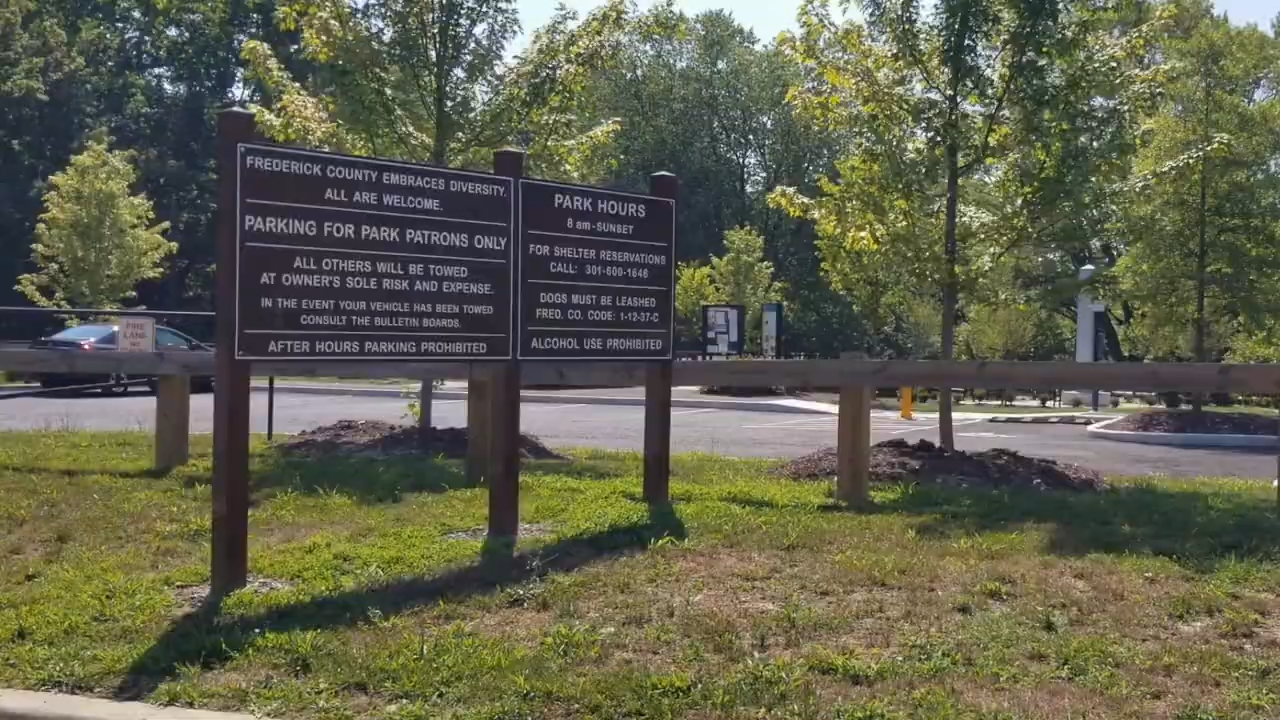 FREDERICK COUNTY EMBRACES DIVERSITY.
ALL ARE WELCOME.
PARKING FOR PARK PATRONS ONLY
ALL OTHERS WILL BE TOWED
AT OWNER'S SOLE RISK AND EXPENSE.
IN THE EVENT YOUR VEHICLE HAS BEEN TOWED
CONSULT THE BULLETIN BOARDS.
AFTER HOURS PARKING PROHIBITED
PARK HOURS
8 am-SUNSET
FOR SHELTER RESERVATIONS
CALL: 301-600-1646
DOGS MUST BE LEASHED
FRED. CO. CODE: 1-12-37-C
ALCOHOL USE PROHIBITED
FIRE
LANE